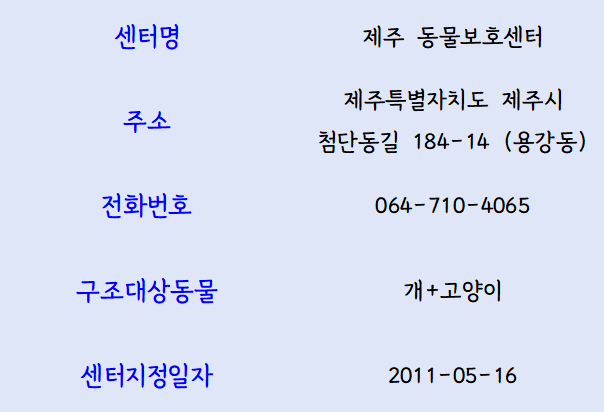 센터명 제주 동물보호센터
주소 제주특별자치도 제주시
첨단동길 184-14 (용강동)
전화번호 064-710-4065
구조대상동물 개+고양이
센터지정일자 2011-05-16